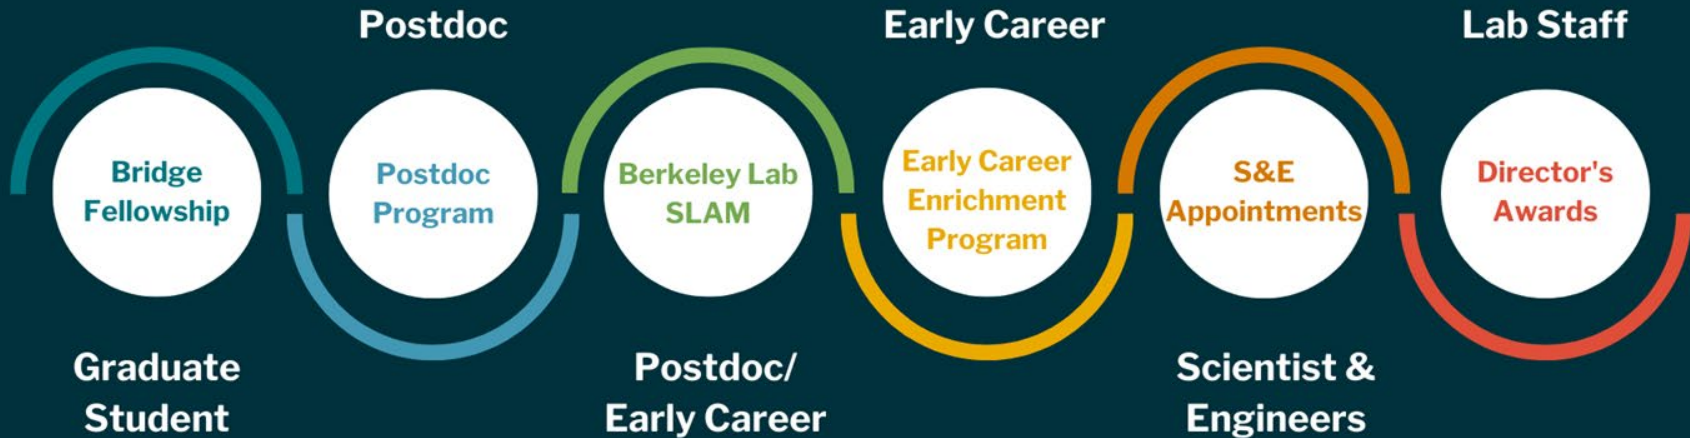 Postdoc
Early Career
Lab Staff
Bridge
Fellowship
Postdoc
Program
Berkeley Lab
SLAM
Early Career
Enrichment
Program
S&E
Appointments
Director's
Awards
Graduate
Student
Postdoc/
Early Career
Scientist &
Engineers